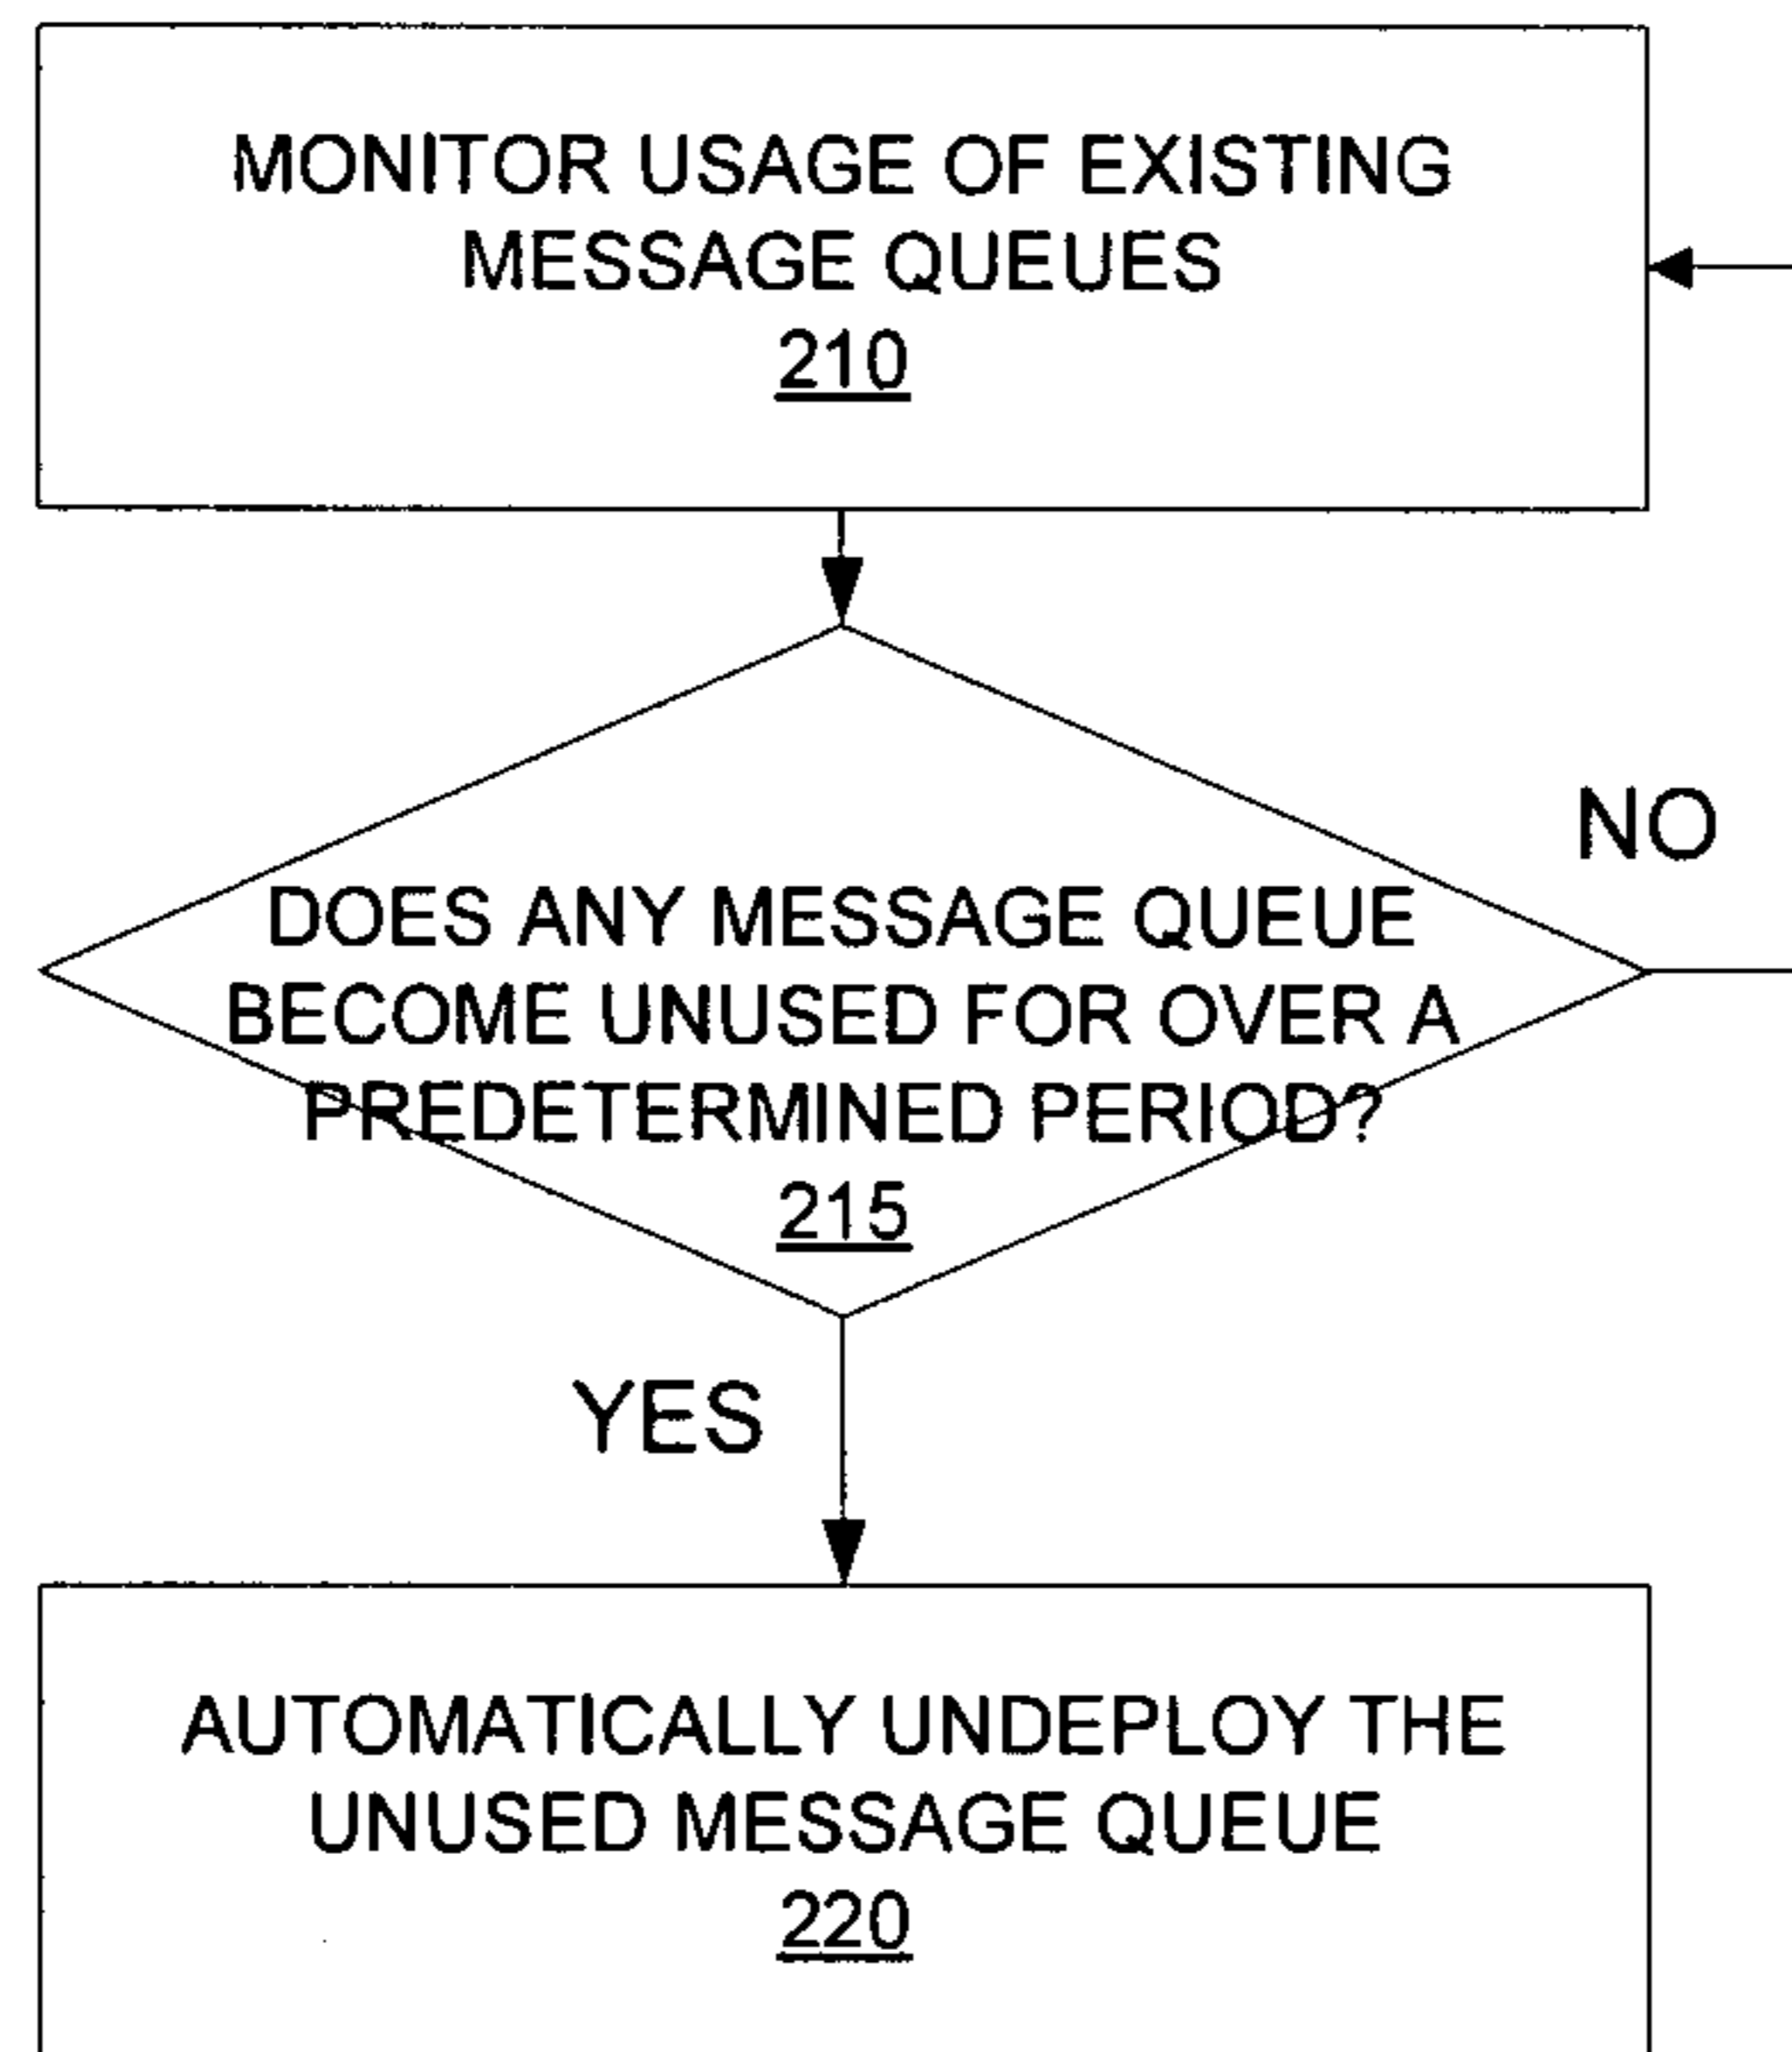 MONITOR USAGE OF EXISTING
MESSAGE QUEUES
210
NO
DOES ANY MESSAGE QUEUE
BECOME UNUSED FOR OVER A
PREDETERMINED PERIOD?
215
YES
AUTOMATICALLY UNDEPLOY THE
UNUSED MESSAGE QUEUE
220